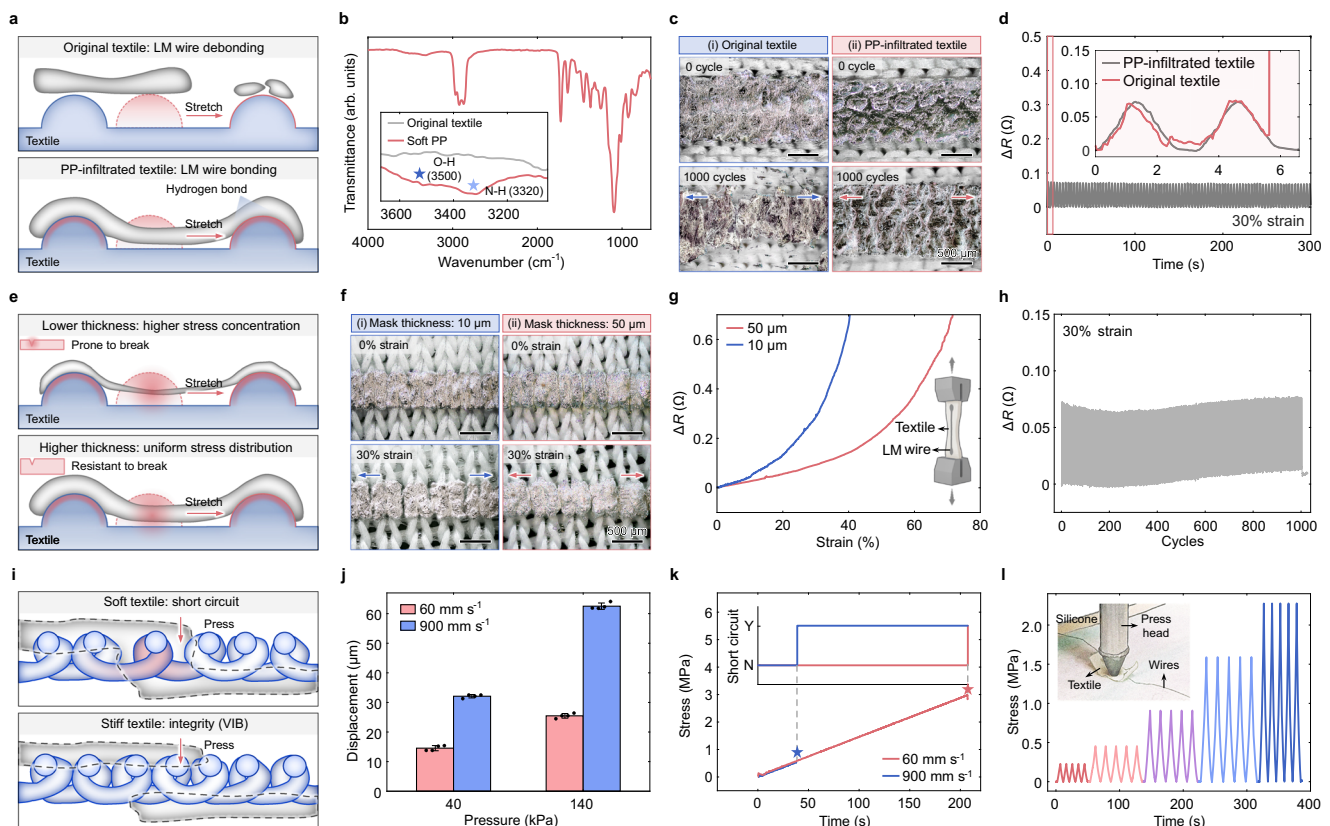 a
Original textile: LM wire debonding
Stretch
Textile
PP-infiltrated textile: LM wire bonding
Hydrogen bond
Stretch
Textile
b
Transmittance (arb. units)
Original textile
Soft PP
O-H
(3500)
N-H (3320)
3600 3400 3200
4000 3000 2000 1000
Wavenumber (cm⁻¹)
c
(i) Original textile
(ii) PP-infiltrated textile
0 cycle
0 cycle
1000 cycles
1000 cycles
500 μm
d
ΔR (Ω)
0.5
0.4
0.3
0.2
0.1
0
0.15
0.10
0.05
0
PP-infiltrated textile
Original textile
0 2 4 6
30% strain
0 100 200 300
Time (s)
e
Lower thickness: higher stress concentration
Prone to break
Stretch
Textile
Higher thickness: uniform stress distribution
Resistant to break
Stretch
Textile
f
(i) Mask thickness: 10 μm
(ii) Mask thickness: 50 μm
0% strain
0% strain
30% strain
30% strain
500 μm
g
ΔR (Ω)
0.6
0.4
0.2
0
50 μm
10 μm
Textile
LM wire
0 20 40 60 80
Strain (%)
h
ΔR (Ω)
0.15
0.10
0.05
0
30% strain
0 200 400 600 800 1000
Cycles
i
Soft textile: short circuit
Press
Stiff textile: integrity (VIB)
Press
j
Displacement (μm)
60
50
40
30
20
10
0
60 mm s⁻¹
900 mm s⁻¹
40 140
Pressure (kPa)
k
Stress (MPa)
6
5
4
3
2
1
0
Short circuit
Y
N
60 mm s⁻¹
900 mm s⁻¹
0 50 100 150 200
Time (s)
l
Stress (MPa)
2.0
1.5
1.0
0.5
0
Silicone
Press
head
Wires
Textile
0 100 200 300 400
Time (s)